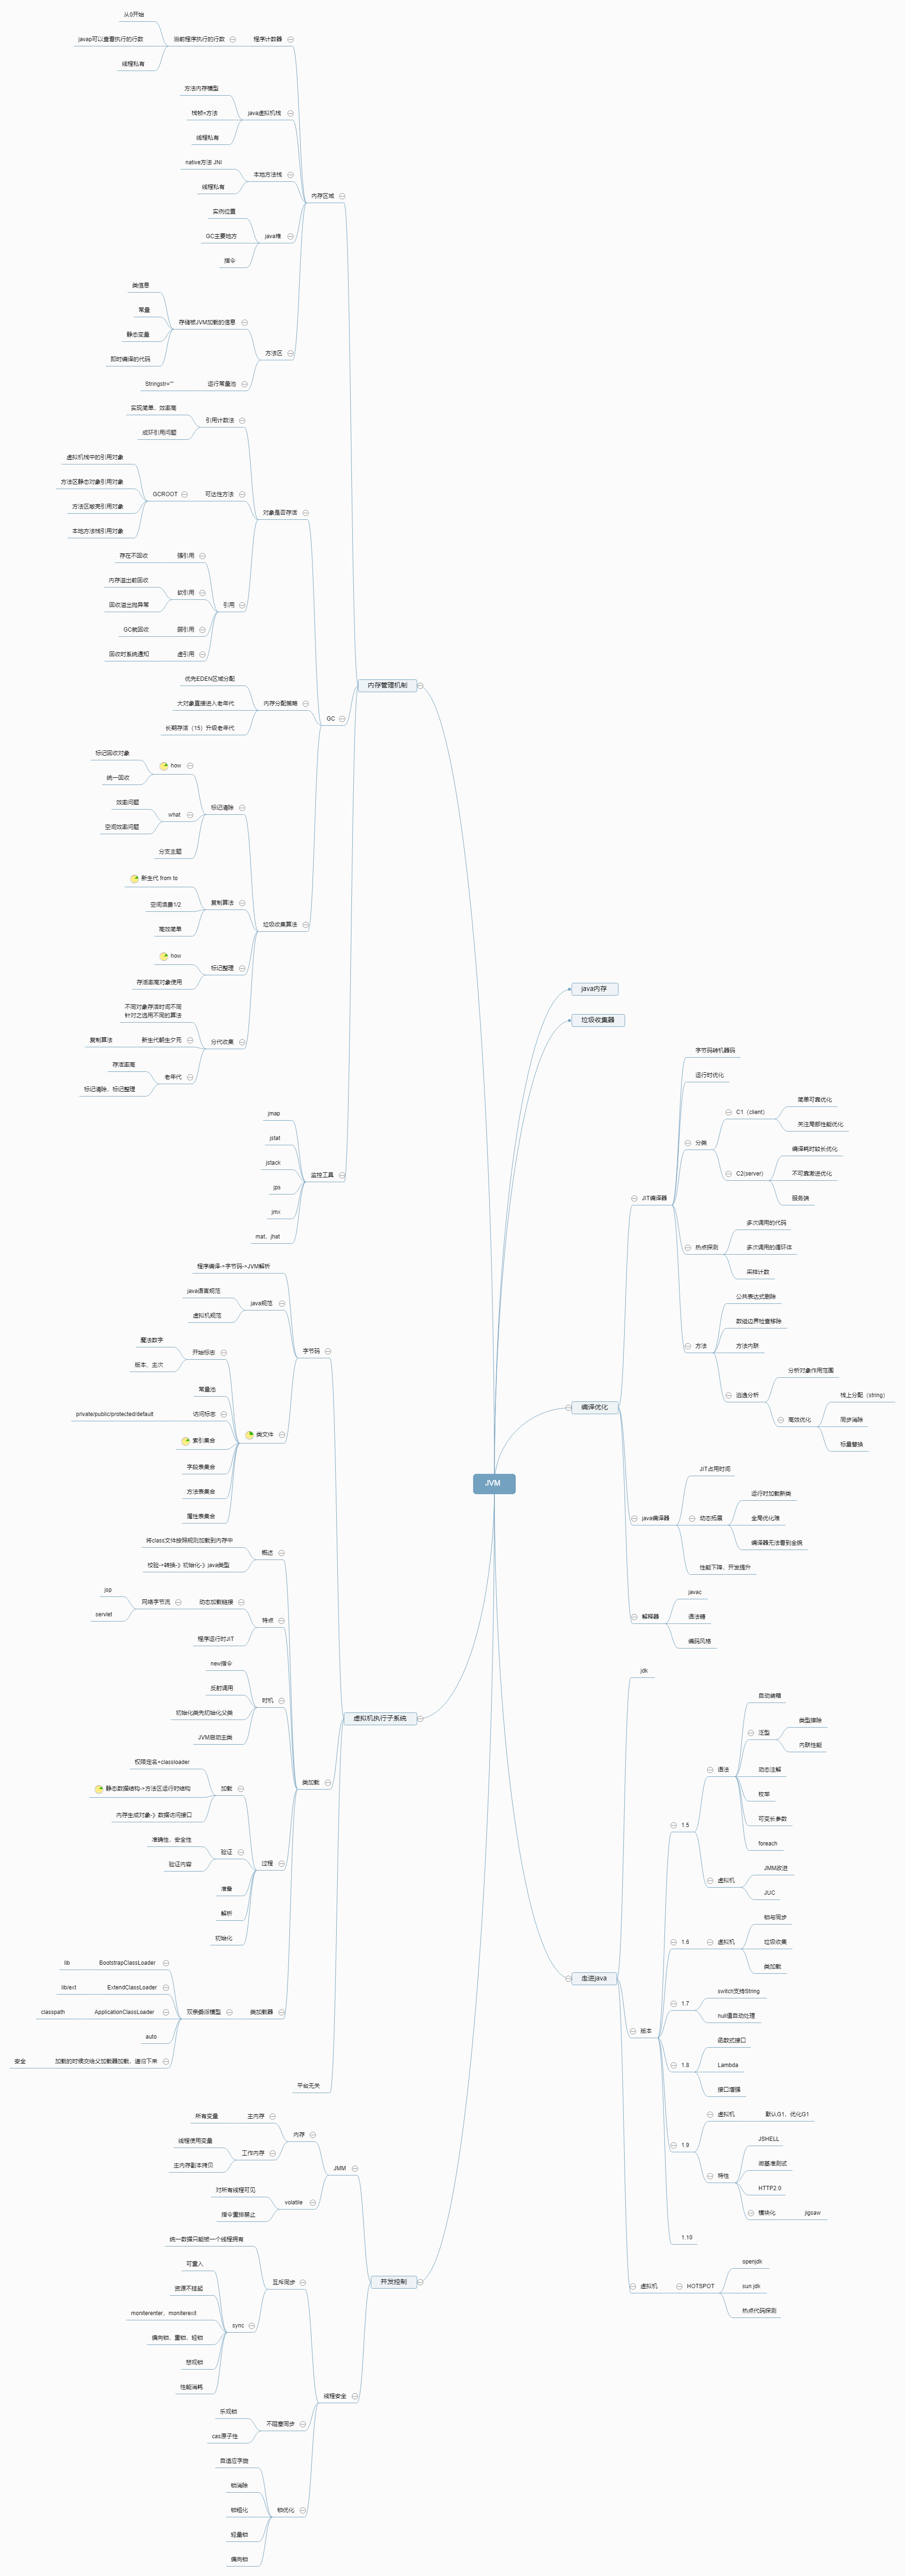 从0开始
javap可以查看执行的行数
当前程序执行的行数
程序计数器
线程私有
方法内存模型
栈帧=方法
java虚拟机栈
线程私有
native方法 JNI
本地方法栈
线程私有
内存区域
实例位置
GC主要地方
java堆
指令
类信息
常量
存储被JVM加载的信息
静态变量
方法区
即时编译的代码
Stringstr=""
运行常量池
实现简单、效率高
引用计数法
成环引用问题
虚拟机栈中的引用对象
方法区静态对象引用对象
GCROOT
可达性方法
方法区常亮引用对象
对象是否存活
本地方法栈引用对象
存在不回收
强引用
内存溢出前回收
软引用
回收溢出抛异常
引用
GC就回收
弱引用
回收时系统通知
虚引用
优先EDEN区域分配
内存管理机制
大对象直接进入老年代
内存分配策略
GC
长期存活（15）升级老年代
标记回收对象
how
统一回收
效率问题
标记清除
what
空间效率问题
分支主题
新生代 from to
空间浪费1/2
复制算法
高效简单
垃圾收集算法
how
标记整理
存活率高对象使用
不同对象存活时间不同
针对之选用不同的算法
复制算法
新生代朝生夕死
分代收集
存活率高
老年代
标记清除，标记整理
jmap
jstat
jstack
监控工具
jps
jmx
mat、jhat
程序编译->字节码->JVM解析
java语言规范
java规范
虚拟机规范
魔法数字
开始标志
字节码
版本，主次
常量池
private/public/protected/default
访问标志
类文件
索引集合
字段表集合
方法表集合
属性表集合
将class文件按照规则加载到内存中
概述
校验->转换-》初始化-》java类型
jsp
网络字节流
动态加载链接
servlet
特点
程序运行时JIT
new指令
反射调用
时机
初始化类先初始化父类
虚拟机执行子系统
JVM启动主类
权限定名+classloader
类加载
静态数据结构->方法区运行时结构
加载
内存生成对象-》数据访问接口
准确性，安全性
验证
验证内容
过程
准备
解析
初始化
lib
BootstrapClassLoader
lib/ext
ExtendClassLoader
classpath
ApplicationClassLoader
双亲委派模型
类加载器
auto
安全
加载的时候交给父加载器加载，递归下来
平台无关
所有变量
主内存
内存
线程使用变量
工作内存
主内存副本拷贝
JMM
对所有线程可见
volatile
指令重排禁止
统一数据只能被一个线程拥有
互斥同步
可重入
资源不挂起
moniterenter，moniterexit
sync
偏向锁，重锁，轻锁
悲观锁
性能消耗
并发控制
线程安全
乐观锁
不阻塞同步
cas原子性
自适应字旋
锁消除
锁粗化
锁优化
轻量锁
偏向锁
JVM
java内存
垃圾收集器
字节码转机器码
运行时优化
简单可靠优化
C1（client）
关注局部性能优化
分类
编译耗时较长优化
C2(server)
不可靠激进优化
服务端
JIT编译器
多次调用的代码
热点探测
多次调用的循环体
采样计数
公共表达式剔除
数组边界检查移除
方法
方法内联
分析对象作用范围
逃逸分析
栈上分配（string）
高效优化
同步消除
标量替换
编译优化
JIT占用时间
运行时加载新类
java编译器
动态拓展
全局优化难
编译器无法看到全貌
性能下降，开发提升
javac
解释器
语法糖
编码风格
jdk
自动装箱
类型擦除
泛型
内联性能
语法
动态注解
枚举
可变长参数
1.5
foreach
JMM改进
虚拟机
JUC
锁与同步
1.6
虚拟机
垃圾收集
类加载
走进java
switch支持String
1.7
null值自动处理
版本
函数式接口
1.8
Lambda
接口增强
虚拟机
默认G1，优化G1
1.9
JSHELL
微基准测试
特性
HTTP2.0
模块化
jigsaw
1.10
openjdk
虚拟机
HOTSPOT
sun jdk
热点代码探测